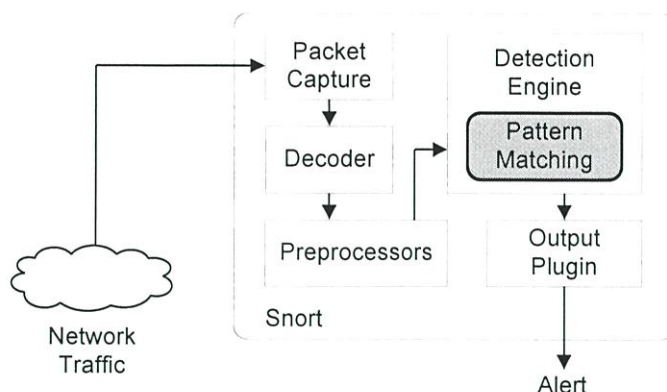 Packet
Capture
Decoder
Preprocessors
Detection
Engine
Pattern
Matching
Output
Plugin
Snort
Network
Traffic
Alert